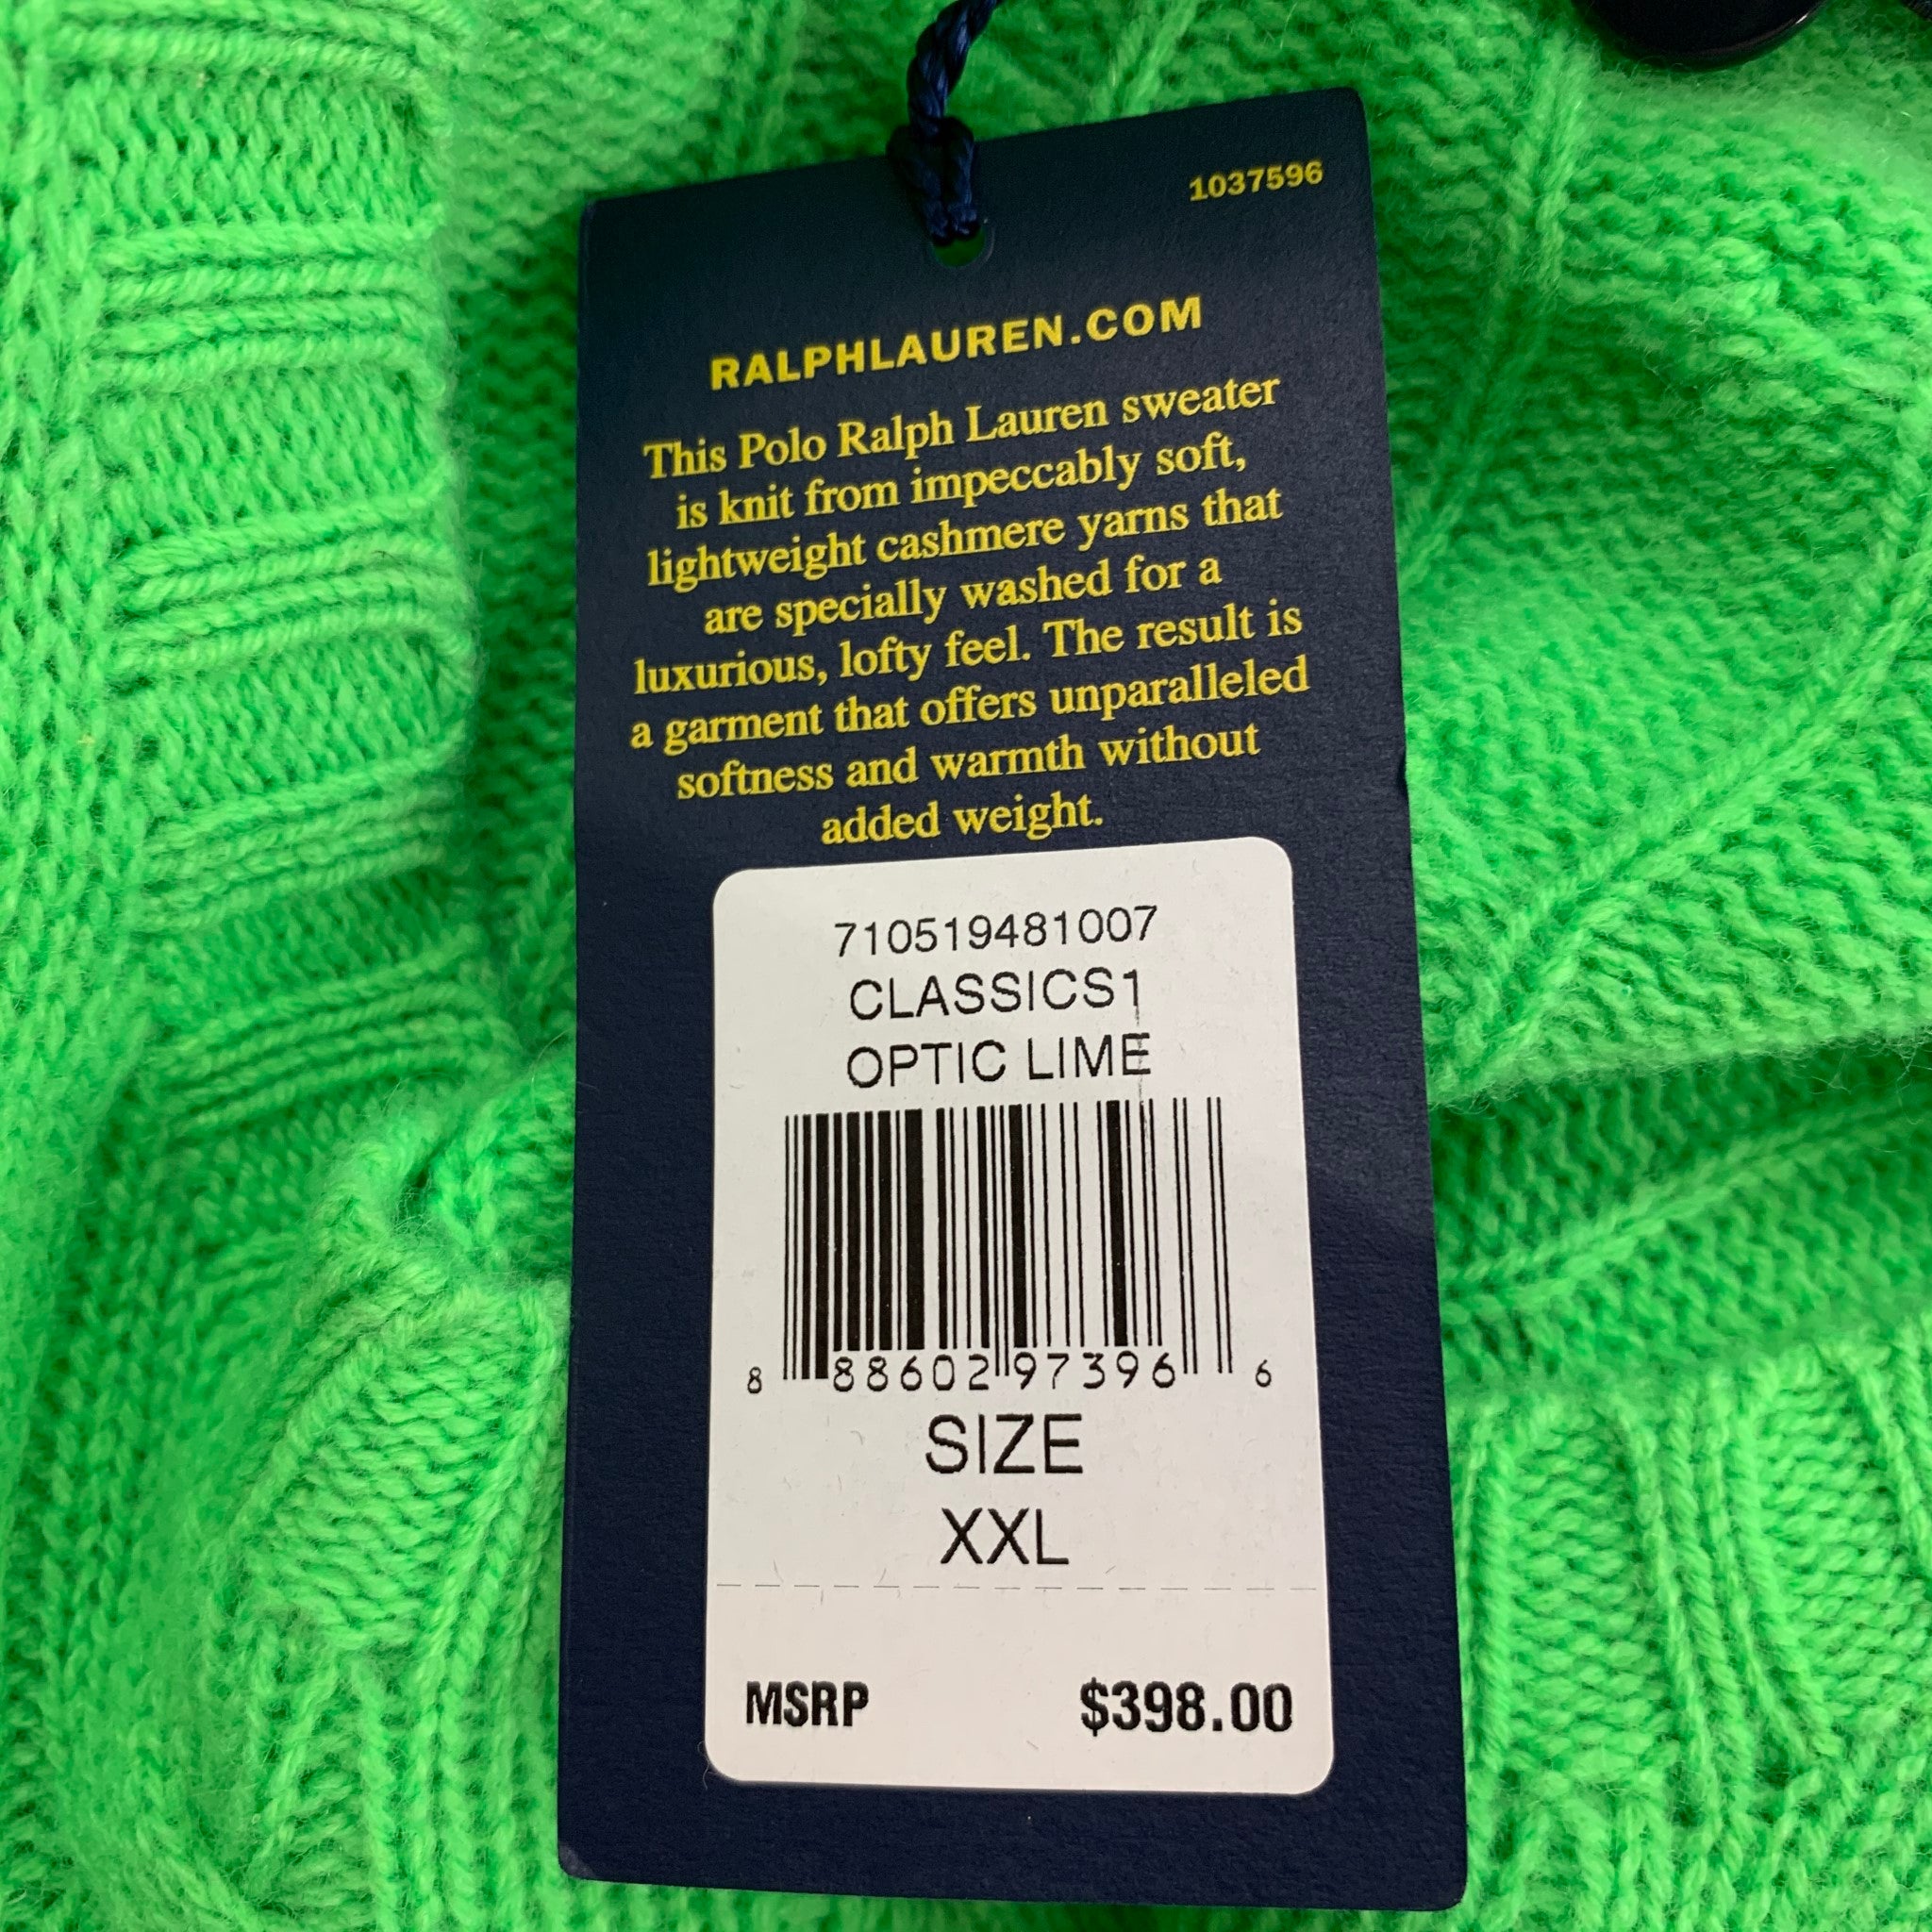 1037596
RALPHLAUREN.COM
This Polo Ralph Lauren sweater
is knit from impeccably soft,
lightweight cashmere yarns that
are specially washed for a
luxurious, lofty feel. The result is
a garment that offers unparalleled
softness and warmth without
added weight.
710519481007
CLASSICS1
OPTIC LIME
8 88602 97396 6
SIZE
XXL
MSRP $398.00